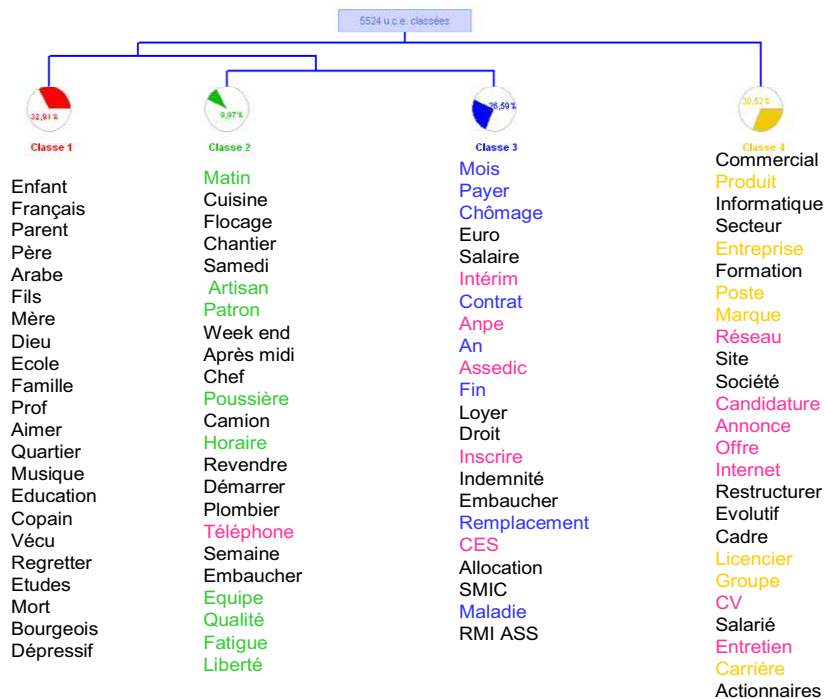 5524 u.c.e. classées
32,91%
Classe 1
Enfant
Français
Parent
Père
Arabe
Fils
Mère
Dieu
Ecole
Famille
Prof
Aimer
Quartier
Musique
Education
Copain
Vécu
Regretter
Etudes
Mort
Bourgeois
Dépressif
9,97%
Classe 2
Matin
Cuisine
Flocage
Chantier
Samedi
Artisan
Patron
Week end
Après midi
Chef
Poussière
Camion
Horaire
Revendre
Démarrer
Plombier
Téléphone
Semaine
Embaucher
Equipe
Qualité
Fatigue
Liberté
26,59%
Classe 3
Mois
Payer
Chômage
Euro
Salaire
Intérim
Contrat
Anpe
An
Assedic
Fin
Loyer
Droit
Inscrire
Indemnité
Embaucher
Remplacement
CES
Allocation
SMIC
Maladie
RMI ASS
30,52%
Classe 4
Commercial
Produit
Informatique
Secteur
Entreprise
Formation
Poste
Marque
Réseau
Site
Société
Candidature
Annonce
Offre
Internet
Restructurer
Evolutif
Cadre
Licencier
Groupe
CV
Salarié
Entretien
Carrière
Actionnaires